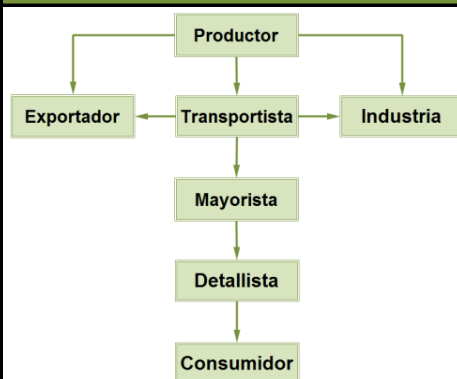 Productor
Exportador
Transportista
Industria
Mayorista
Detallista
Consumidor